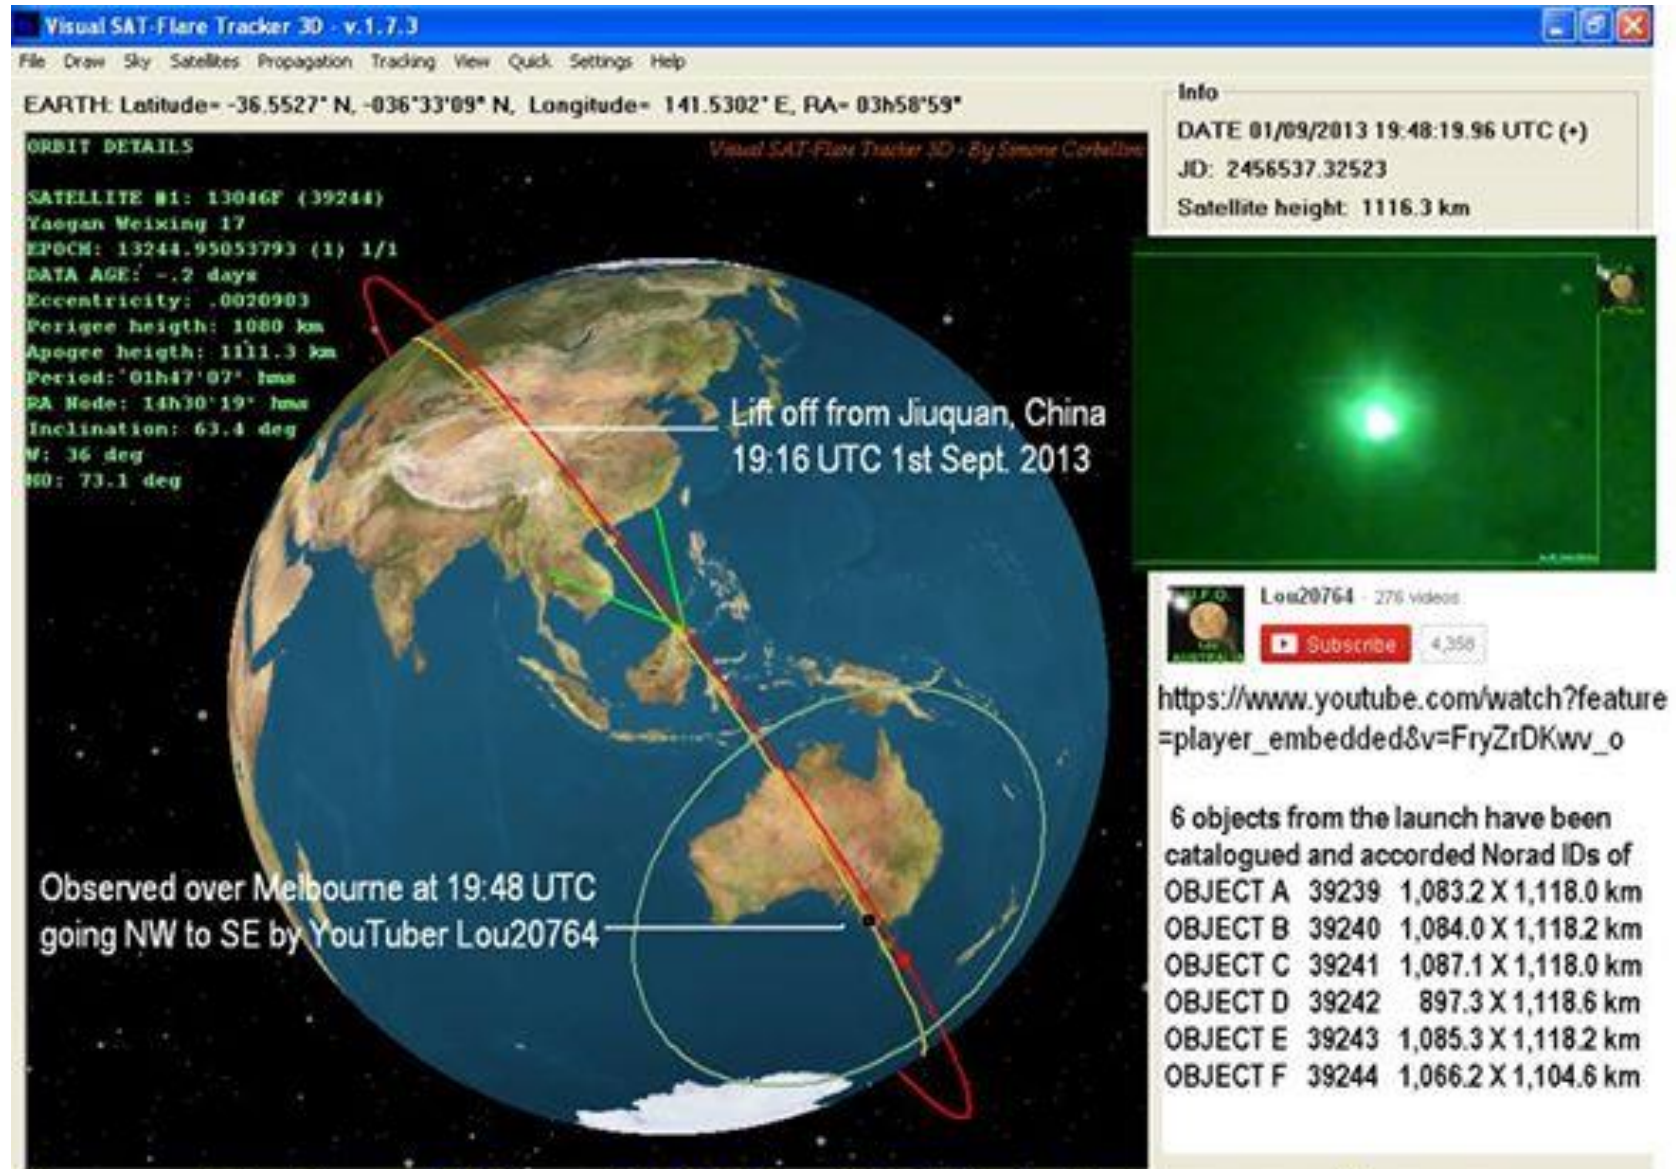 Visual SAT-Flare Tracker 3D - v.1.7.3
File Draw Sky Satellites Propagation Tracking View Quick Settings Help
EARTH: Latitude= -36.5527° N, -036°33'09" N, Longitude= 141.5302° E, RA= 03h58'59"
ORBIT DETAILS
Visual SAT-Flare Tracker 3D - By Simone Corbellini
SATELLITE #1: 13046F (39244)
Yaogan Weixing 17
EPOCH: 13244.95053793 (1) 1/1
DATA AGE: -.2 days
Eccentricity: .0020903
Perigee heigth: 1080 km
Apogee heigth: 1111.3 km
Period: 01h47'07" hms
RA Node: 14h30'19" hms
Inclination: 63.4 deg
W: 36 deg
M0: 73.1 deg
Lift off from Jiuquan, China
19:16 UTC 1st Sept. 2013
Observed over Melbourne at 19:48 UTC
going NW to SE by YouTuber Lou20764
Info
DATE 01/09/2013 19:48:19.96 UTC (+)
JD: 2456537.32523
Satellite height: 1116.3 km
U.F.O.
Lou
AUSTRALIA
Lou20764 - 276 videos
Subscribe 4,358
https://www.youtube.com/watch?feature
=player_embedded&v=FryZrDKwv_o
6 objects from the launch have been
catalogued and accorded Norad IDs of
OBJECT A 39239 1,083.2 X 1,118.0 km
OBJECT B 39240 1,084.0 X 1,118.2 km
OBJECT C 39241 1,087.1 X 1,118.0 km
OBJECT D 39242 897.3 X 1,118.6 km
OBJECT E 39243 1,085.3 X 1,118.2 km
OBJECT F 39244 1,066.2 X 1,104.6 km